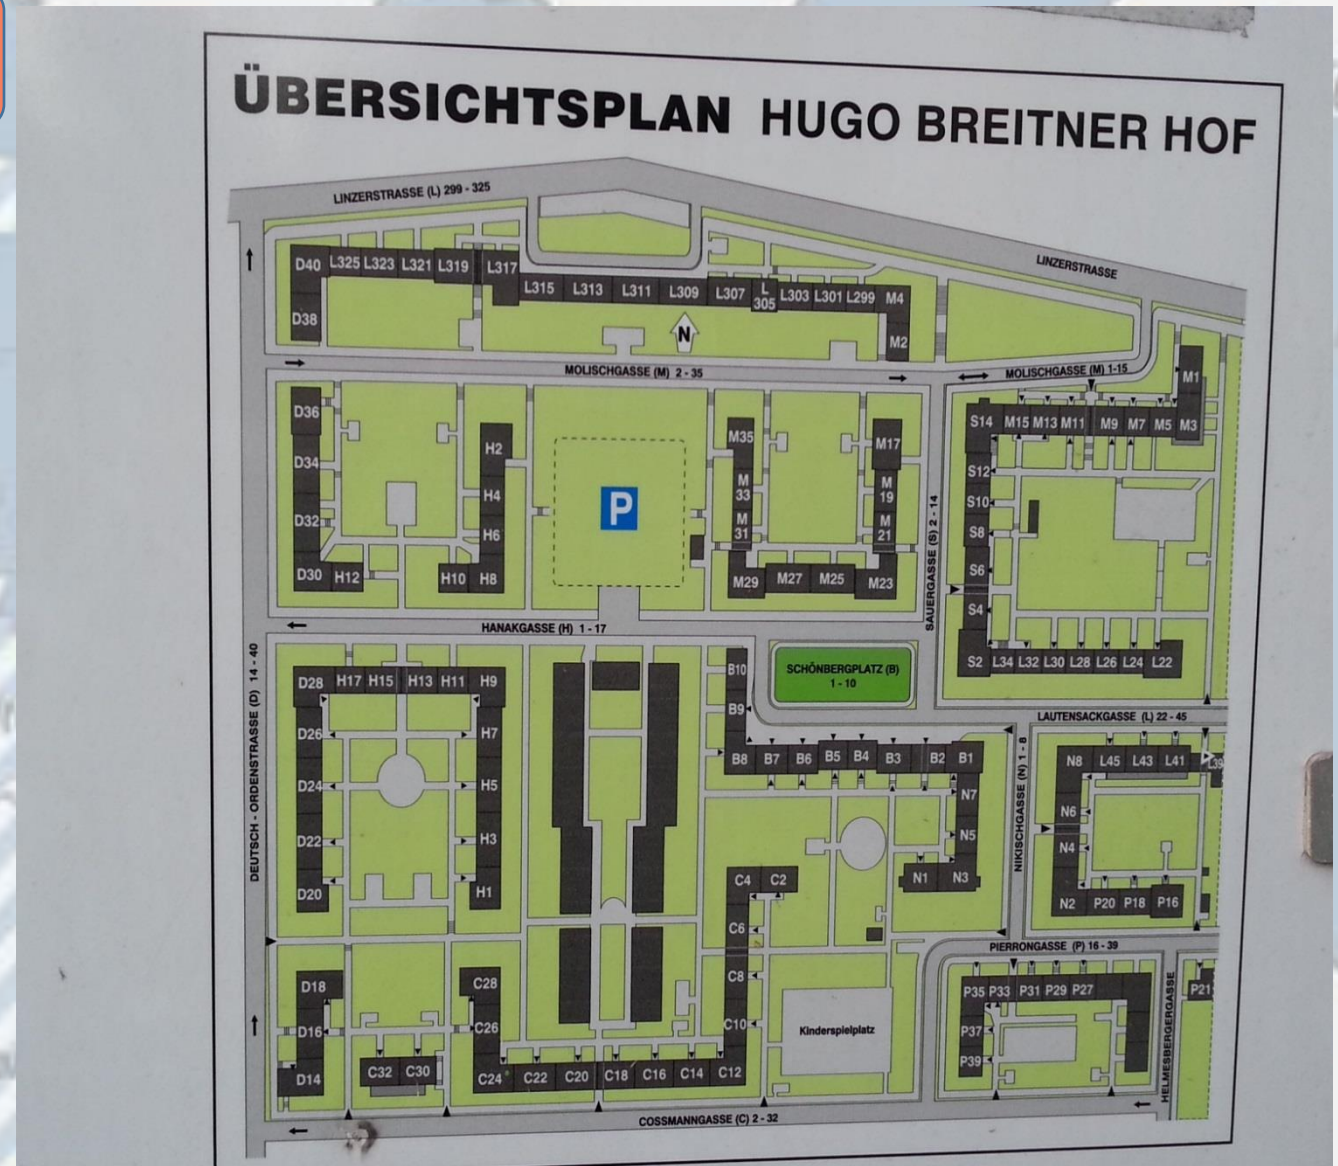 ÜBERSICHTSPLAN HUGO BREITNER HOF
LINZERSTRASSE (L) 299 - 325
LINZERSTRASSE
D40 L325 L323 L321 L319 L317
L315 L313 L311 L309 L307 L 305 L303 L301 L299 M4
D38
N
M2
MOLISCHGASSE (M) 2 - 35
MOLISCHGASSE (M) 1-15
M1
D36
S14 M15 M13 M11 M9 M7 M5 M3
H2
M35
M17
D34
S12
H4
M 33
M 19
S10
P
D32
H6
M 31
M 21
S8
D30 H12
H10 H8
M29 M27 M25 M23
S6
S4
SAUERGASSE (S) 2 - 14
HANAKGASSE (H) 1 - 17
S2 L34 L32 L30 L28 L26 L24 L22
DEUTSCH - ORDENSTRASSE (D) 14 - 40
D28 H17 H15 H13 H11 H9
B10
SCHÖNBERGPLATZ (B)
1 - 10
B9
LAUTENSACKGASSE (L) 22 - 45
D26
H7
B8 B7 B6 B5 B4 B3 B2 B1
N8 L45 L43 L41 L39
D24
H5
N7
NIKISCHGASSE (N) 1 - 8
N6
D22
H3
N5
N4
D20
H1
C4 C2
N1 N3
N2 P20 P18 P16
C6
PIERRONGASSE (P) 16 - 39
D18
C28
C8
P35 P33 P31 P29 P27
P21
D16
C26
C10
Kinderspielplatz
P37
P39
HELMESBERGERGASSE
D14
C32 C30
C24 C22 C20 C18 C16 C14 C12
COSSMANNGASSE (C) 2 - 32